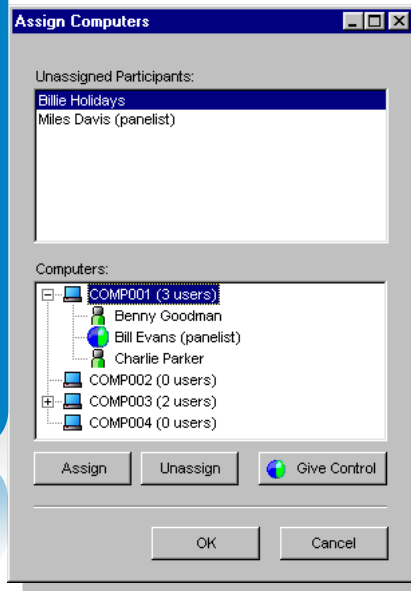 Assign Computers
Unassigned Participants:
Billie Holidays
Miles Davis (panelist)
Computers:
COMP001 (3 users)
Benny Goodman
Bill Evans (panelist)
Charlie Parker
COMP002 (0 users)
COMP003 (2 users)
COMP004 (0 users)
Assign Unassign Give Control
OK Cancel